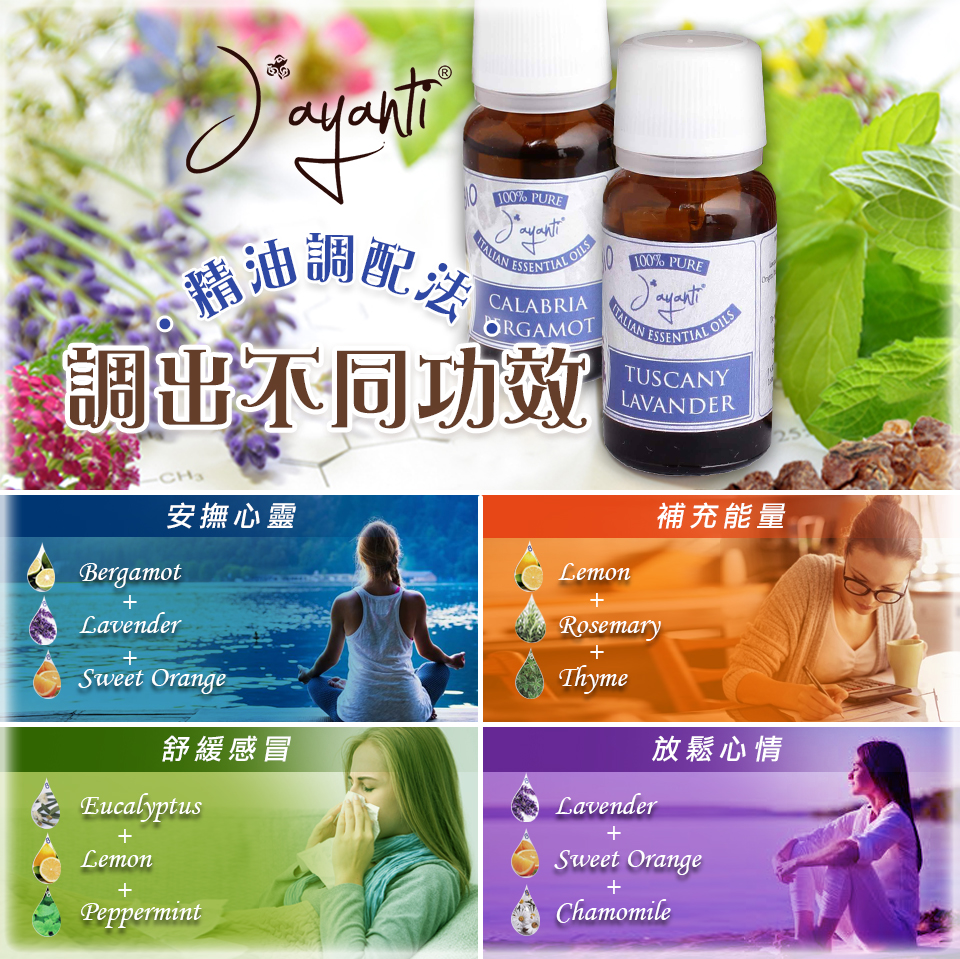 Jayanti®
精油調配法
調出不同功效
100% PURE
Jayanti
ITALIAN ESSENTIAL OILS
CALABRIA
BERGAMOT
100% PURE
Jayanti
ITALIAN ESSENTIAL OILS
TUSCANY
LAVANDER
CH₃
安撫心靈
Bergamot
+
Lavender
+
Sweet Orange
補充能量
Lemon
+
Rosemary
+
Thyme
舒緩感冒
Eucalyptus
+
Lemon
+
Peppermint
放鬆心情
Lavender
+
Sweet Orange
+
Chamomile